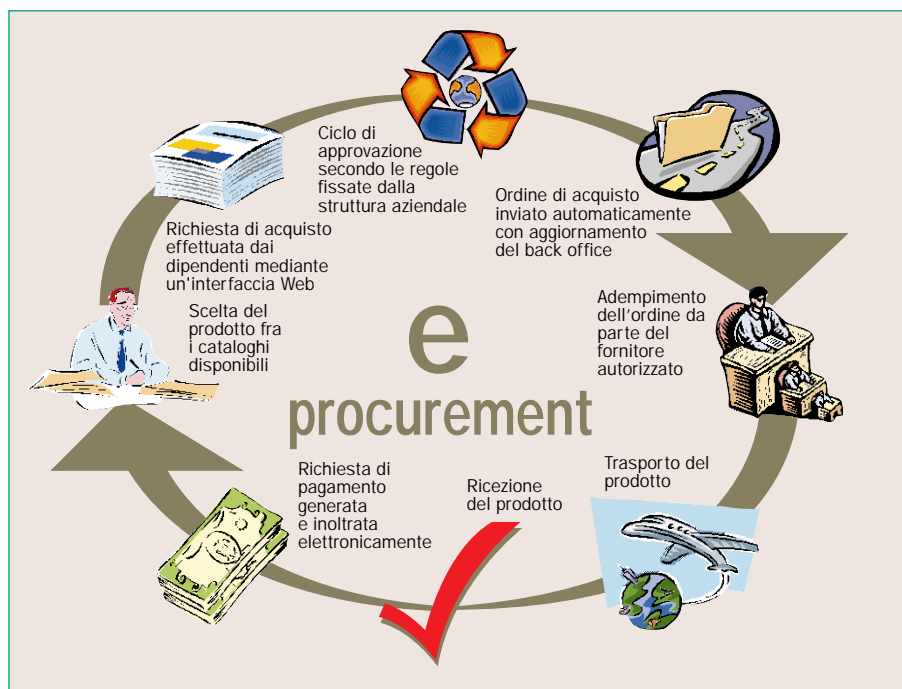 Ciclo di
approvazione
secondo le regole
fissate dalla
struttura aziendale
Ordine di acquisto
inviato automaticamente
con aggiornamento
del back office
Richiesta di acquisto
effettuata dai
dipendenti mediante
un'interfaccia Web
Scelta del
prodotto fra
i cataloghi
disponibili
Adempimento
dell'ordine da
parte del
fornitore
autorizzato
e
procurement
Richiesta di
pagamento
generata
e inoltrata
elettronicamente
Ricezione
del prodotto
Trasporto del
prodotto